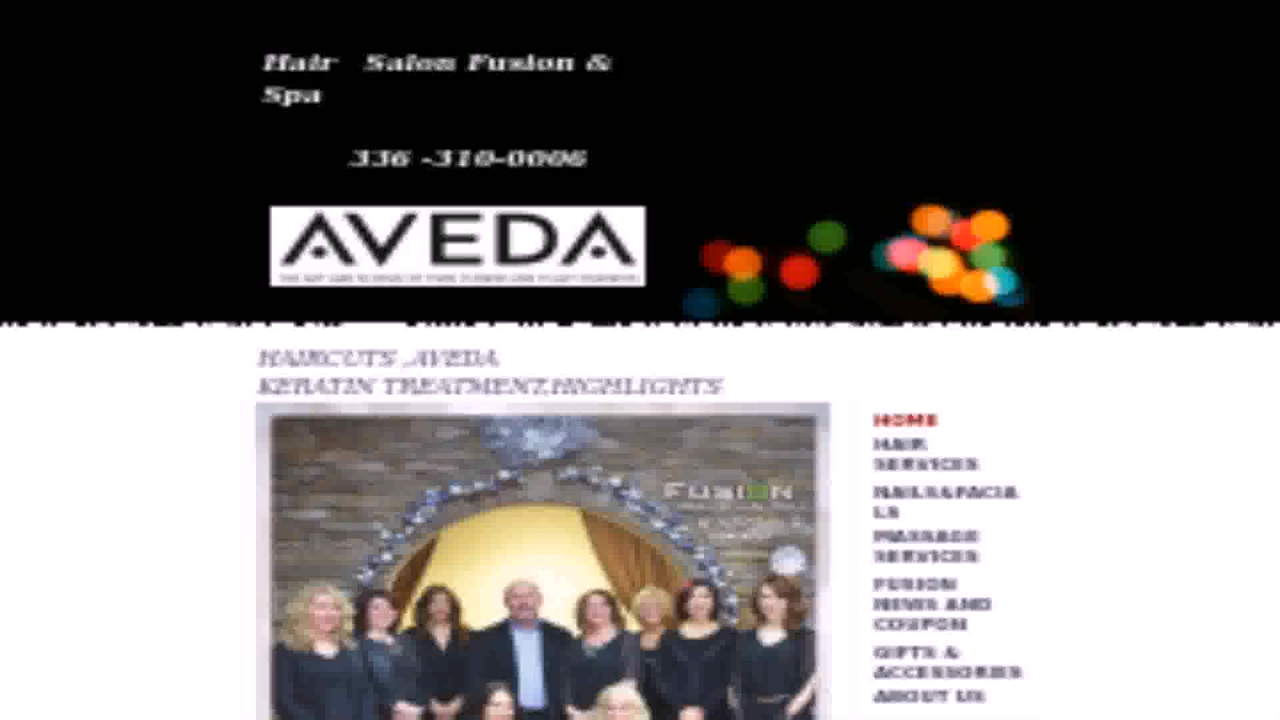 Hair Salon Fusion &
Spa
336 -310-0006
AVEDA
HAIRCUTS ,AVEDA
KERATIN TREATMENT,HIGHLIGHTS
HOME
HAIR
SERVICES
NAILS&FACIA
LS
MASSAGE
SERVICES
FUSION
NEWS AND
COUPON
GIFTS &
ACCESSORIES
ABOUT US
FUSION